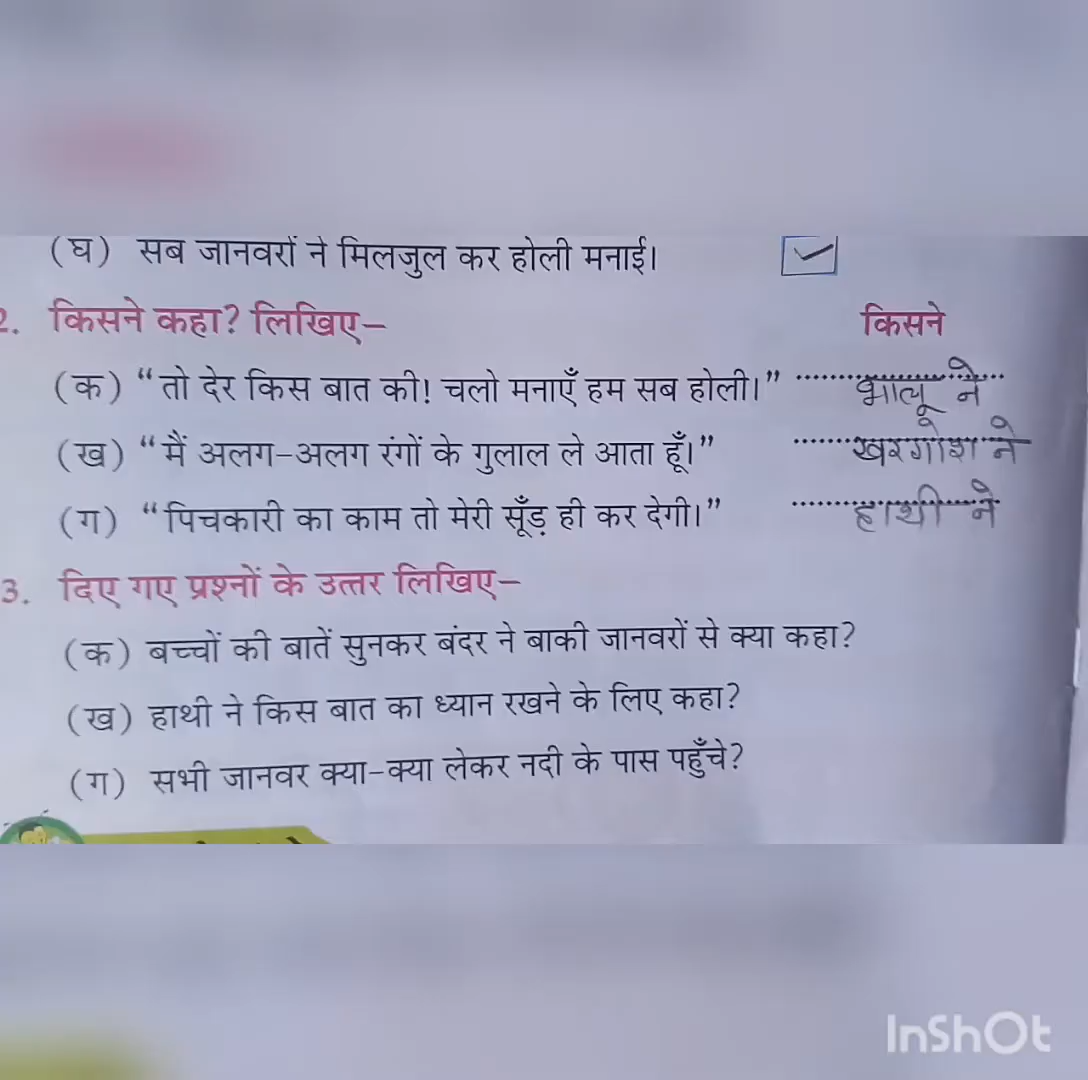 (घ) सब जानवरों ने मिलजुल कर होली मनाई।
2. किसने कहा? लिखिए– किसने
(क) “तो देर किस बात की! चलो मनाएँ हम सब होली।” भालू ने
(ख) “मैं अलग-अलग रंगों के गुलाल ले आता हूँ।” खरगोश ने
(ग) “पिचकारी का काम तो मेरी सूँड़ ही कर देगी।” हाथी ने
3. दिए गए प्रश्नों के उत्तर लिखिए–
(क) बच्चों की बातें सुनकर बंदर ने बाकी जानवरों से क्या कहा?
(ख) हाथी ने किस बात का ध्यान रखने के लिए कहा?
(ग) सभी जानवर क्या-क्या लेकर नदी के पास पहुँचे?
InShOt